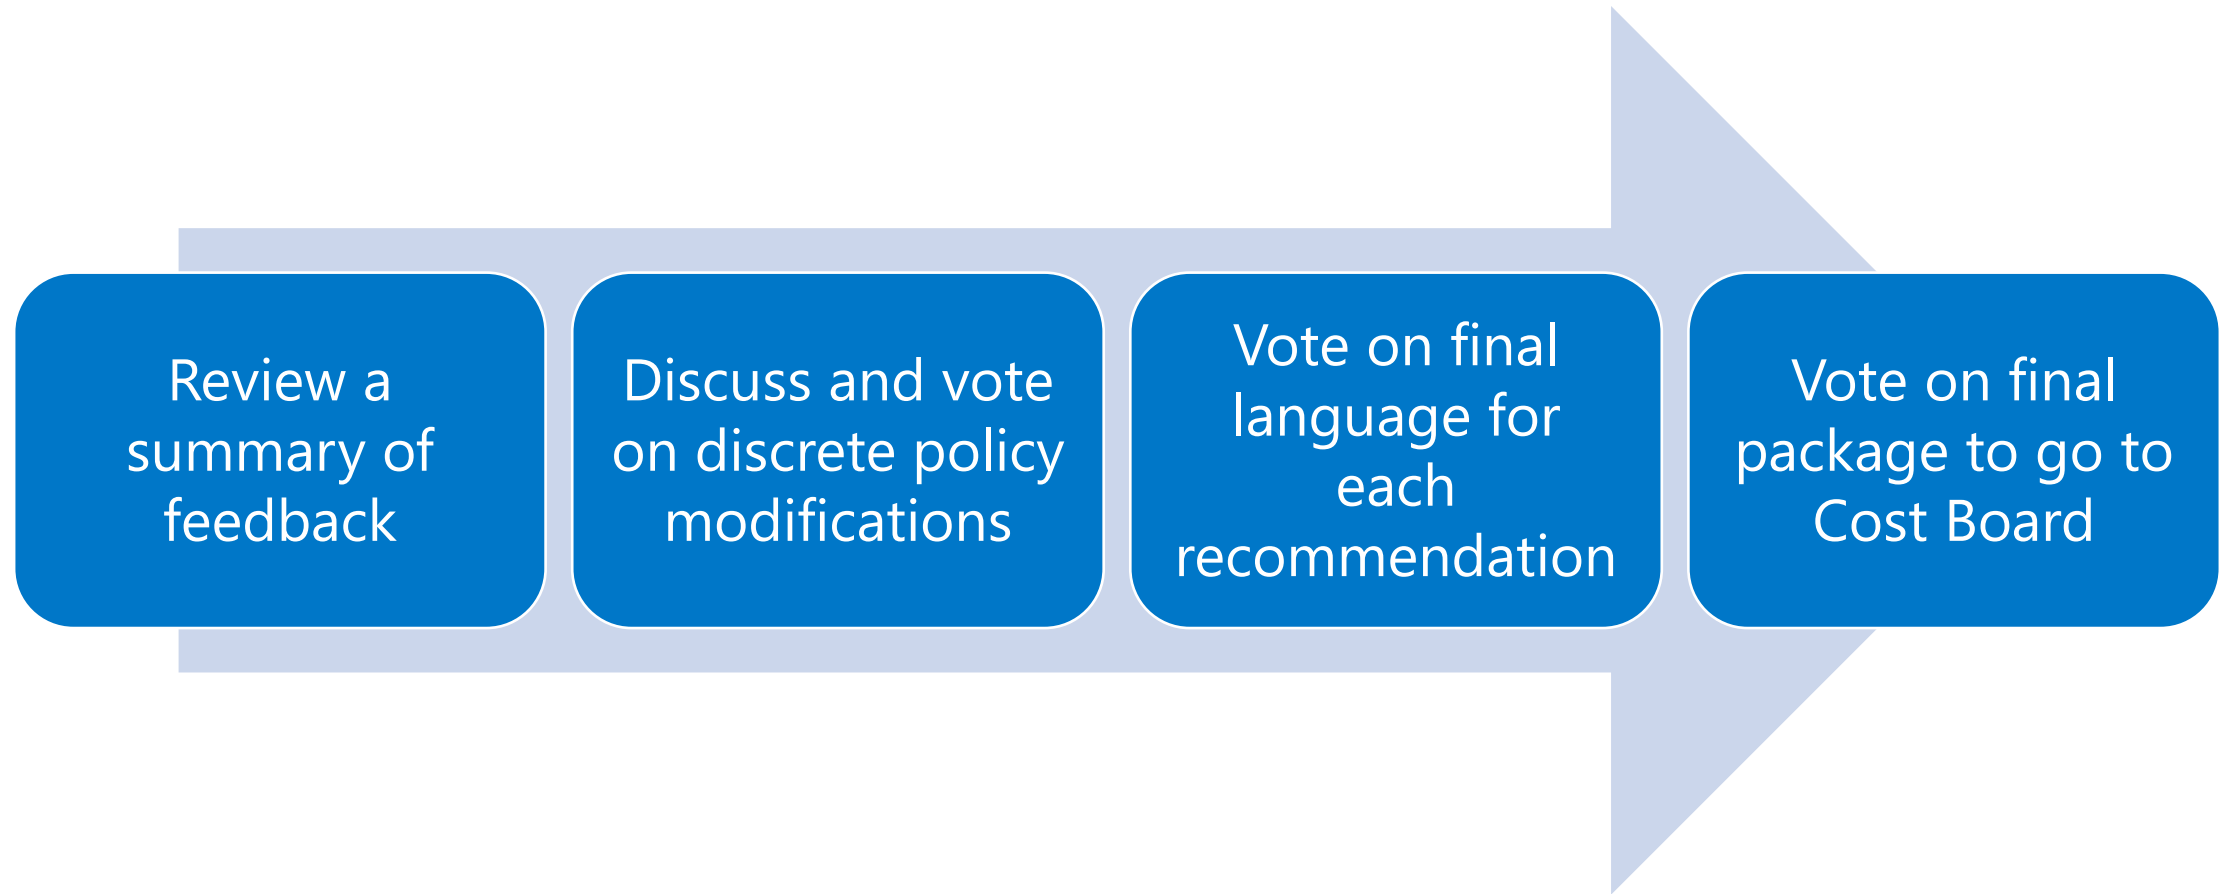 Review a
summary of
feedback
Discuss and vote
on discrete policy
modifications
Vote on final
language for
each
recommendation
Vote on final
package to go to
Cost Board